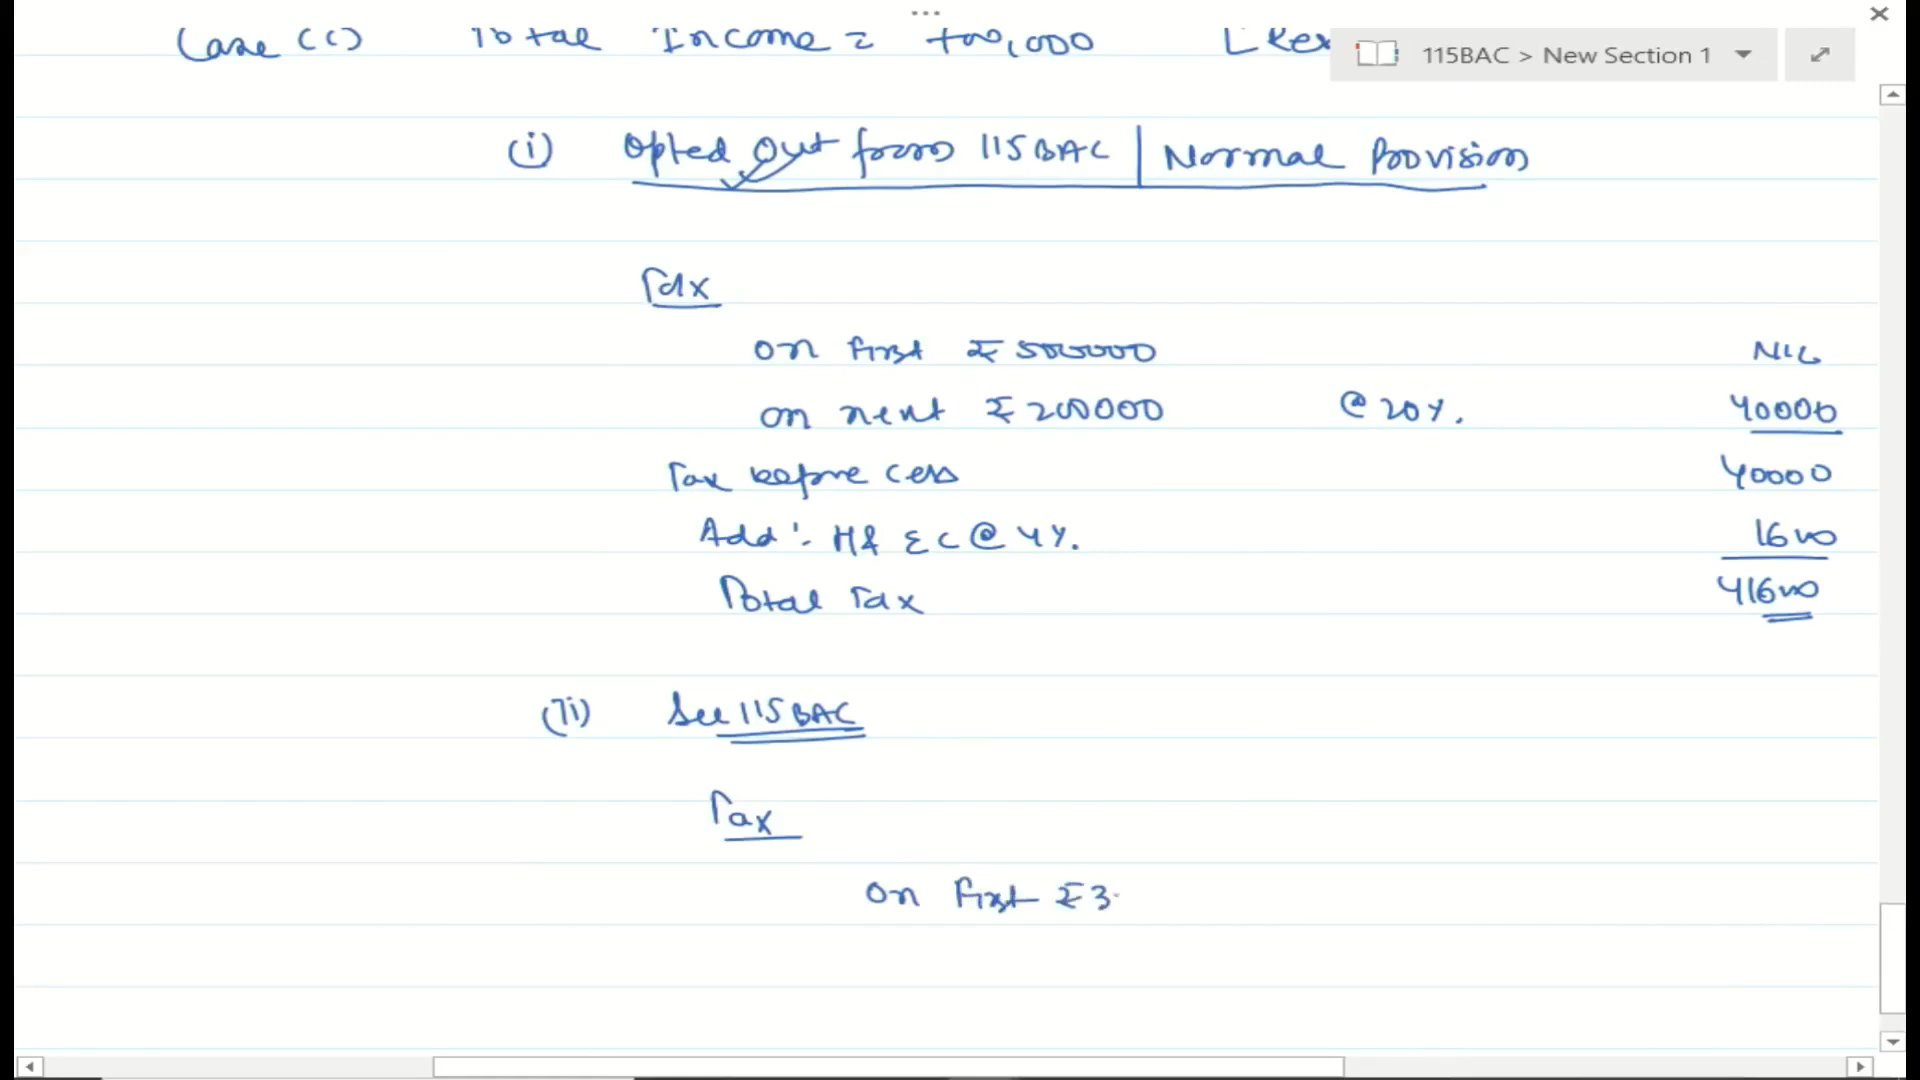 Case (C) Total Income = 700,000
115BAC > New Section 1
(i) Opted Out from 115BAC | Normal Provision
Tax
on first ₹ 500000 NIL
on next ₹ 200000 @ 20%. 40000
Tax before cess 40000
Add :- H & EC @ 4%. 1600
Total Tax 41600
(ii) Sec 115BAC
Tax
on first ₹ 3